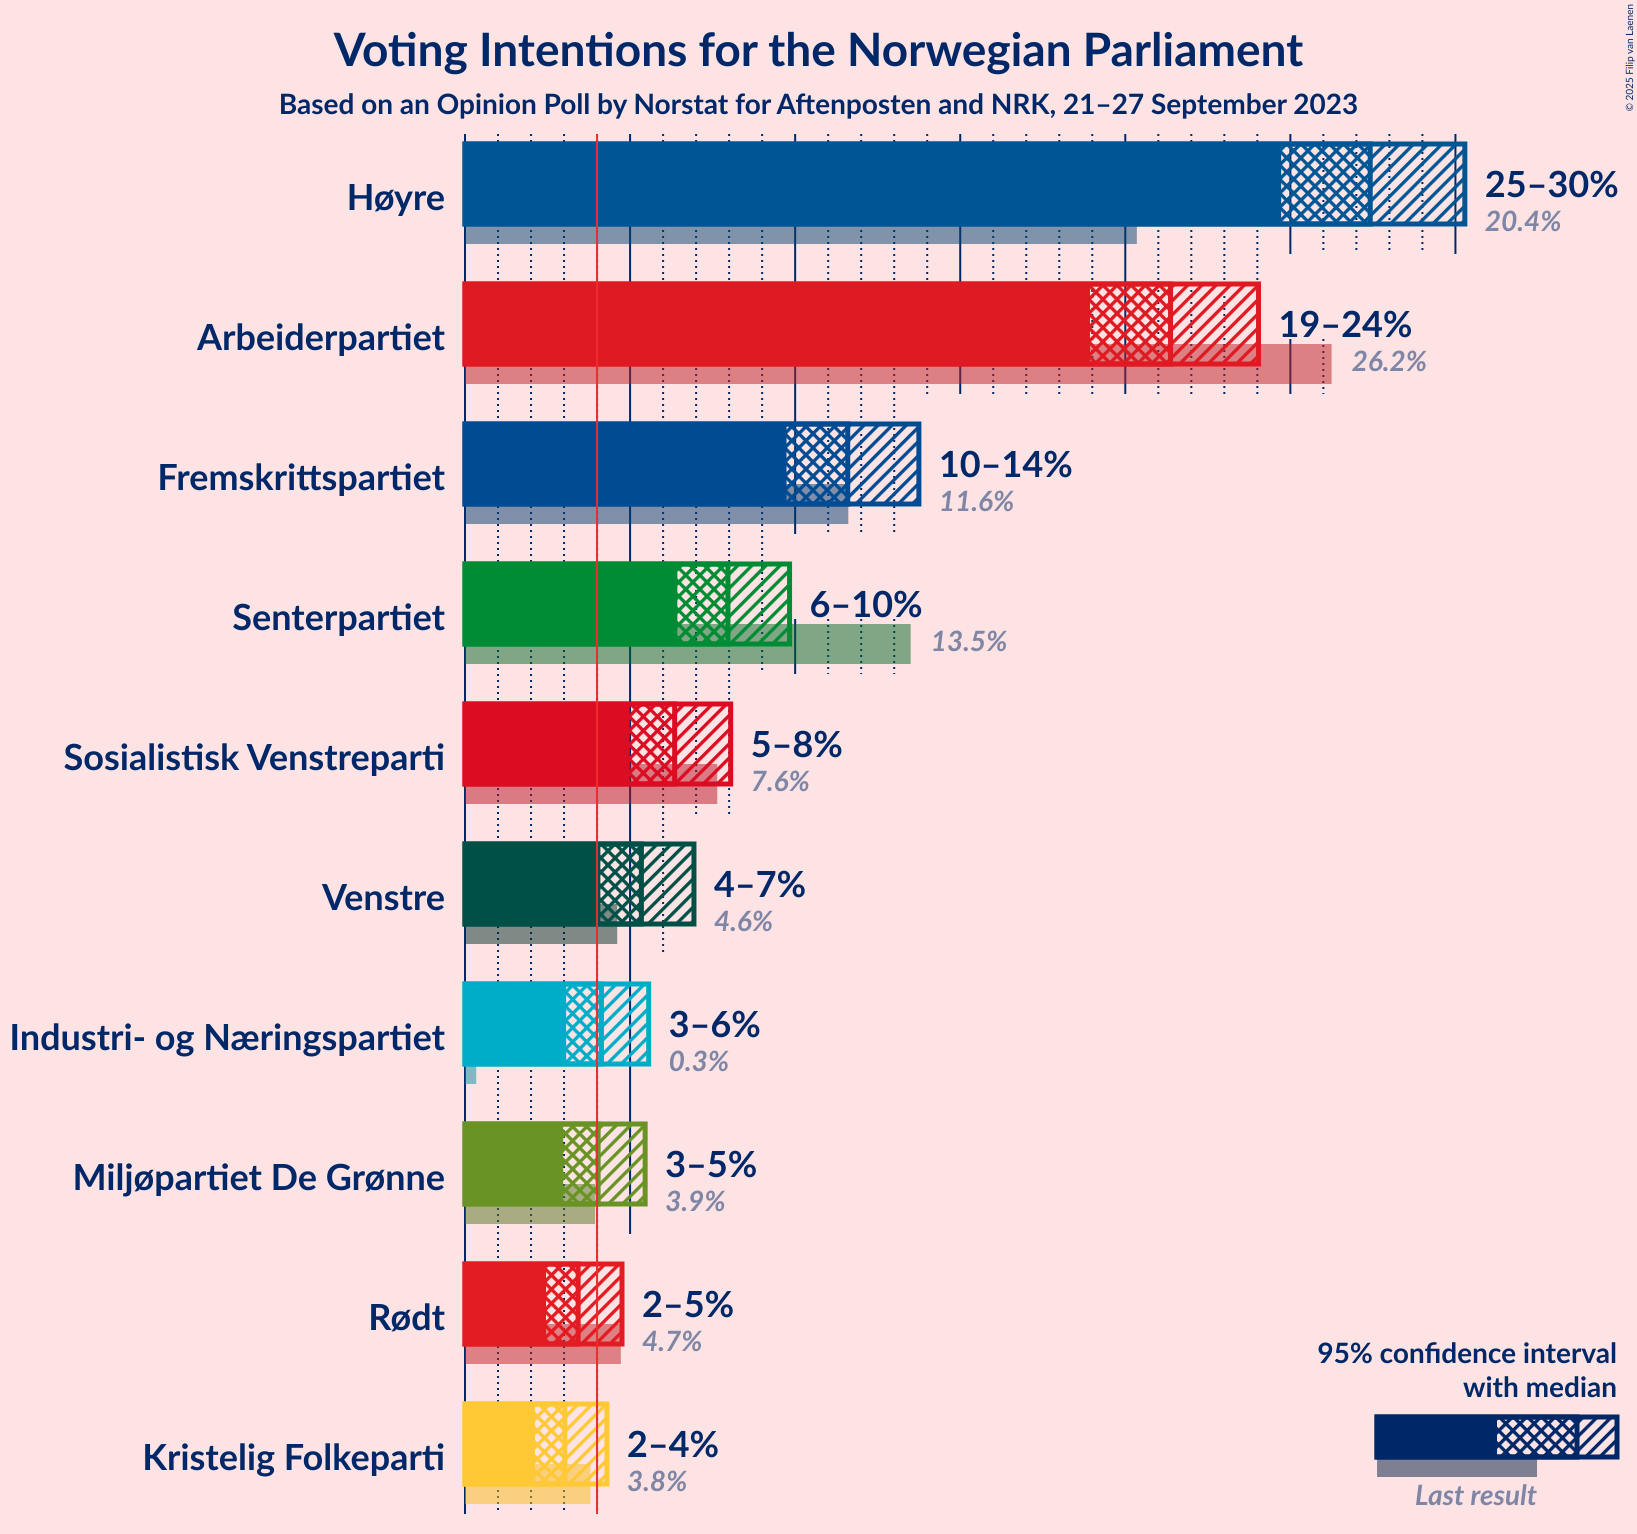 Voting Intentions for the Norwegian Parliament
Based on an Opinion Poll by Norstat for Aftenposten and NRK, 21–27 September 2023
© 2025 Filip van Laenen
Høyre
25–30%
20.4%
Arbeiderpartiet
19–24%
26.2%
Fremskrittspartiet
10–14%
11.6%
Senterpartiet
6–10%
13.5%
Sosialistisk Venstreparti
5–8%
7.6%
Venstre
4–7%
4.6%
Industri- og Næringspartiet
3–6%
0.3%
Miljøpartiet De Grønne
3–5%
3.9%
Rødt
2–5%
4.7%
Kristelig Folkeparti
2–4%
3.8%
95% confidence interval
with median
Last result